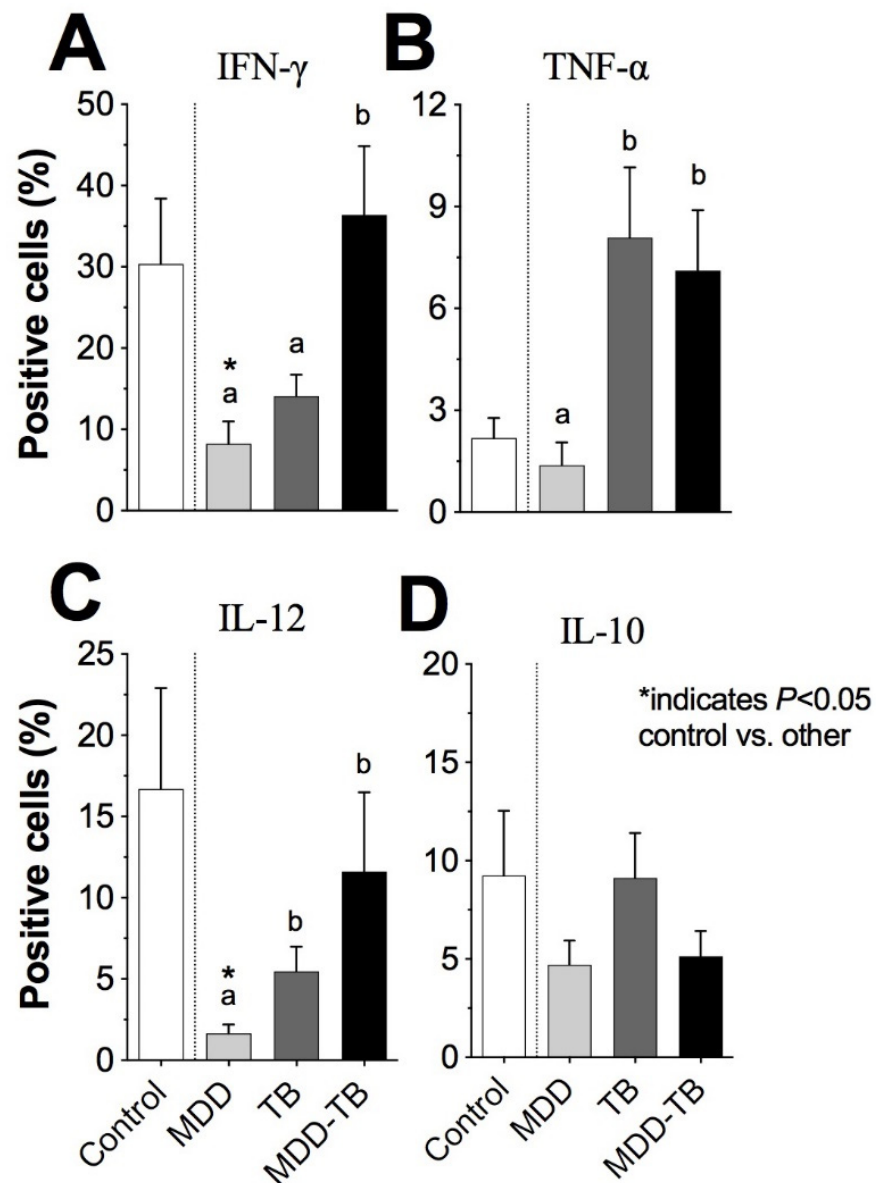 A
IFN-γ
Positive cells (%)
50
40
30
20
10
0
*
a
a
b
B
TNF-α
12
9
6
3
0
a
b
b
C
IL-12
Positive cells (%)
25
20
15
10
5
0
*
a
b
b
Control
MDD
TB
MDD-TB
D
IL-10
20
15
10
5
0
*indicates P<0.05
control vs. other
Control
MDD
TB
MDD-TB